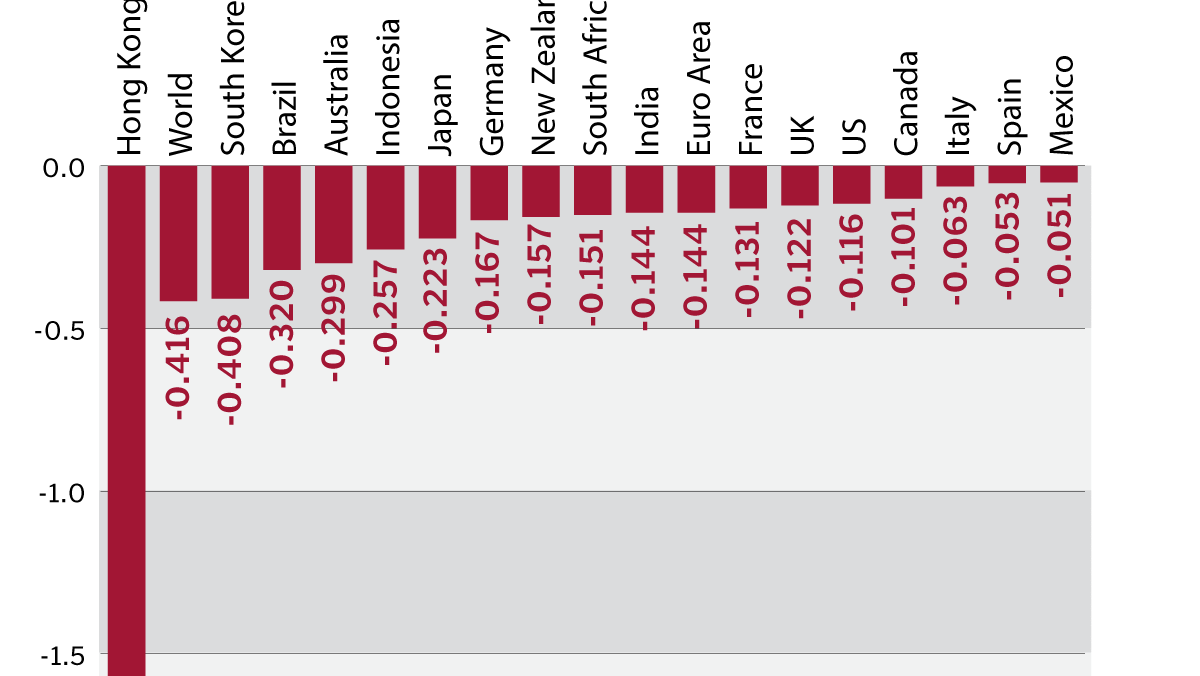 Hong Kong
World
South Kore
Brazil
Australia
Indonesia
Japan
Germany
New Zealan
South Afric
India
Euro Area
France
UK
US
Canada
Italy
Spain
Mexico
0.0
-0.5
-1.0
-1.5
-0.416
-0.408
-0.320
-0.299
-0.257
-0.223
-0.167
-0.157
-0.151
-0.144
-0.144
-0.131
-0.122
-0.116
-0.101
-0.063
-0.053
-0.051